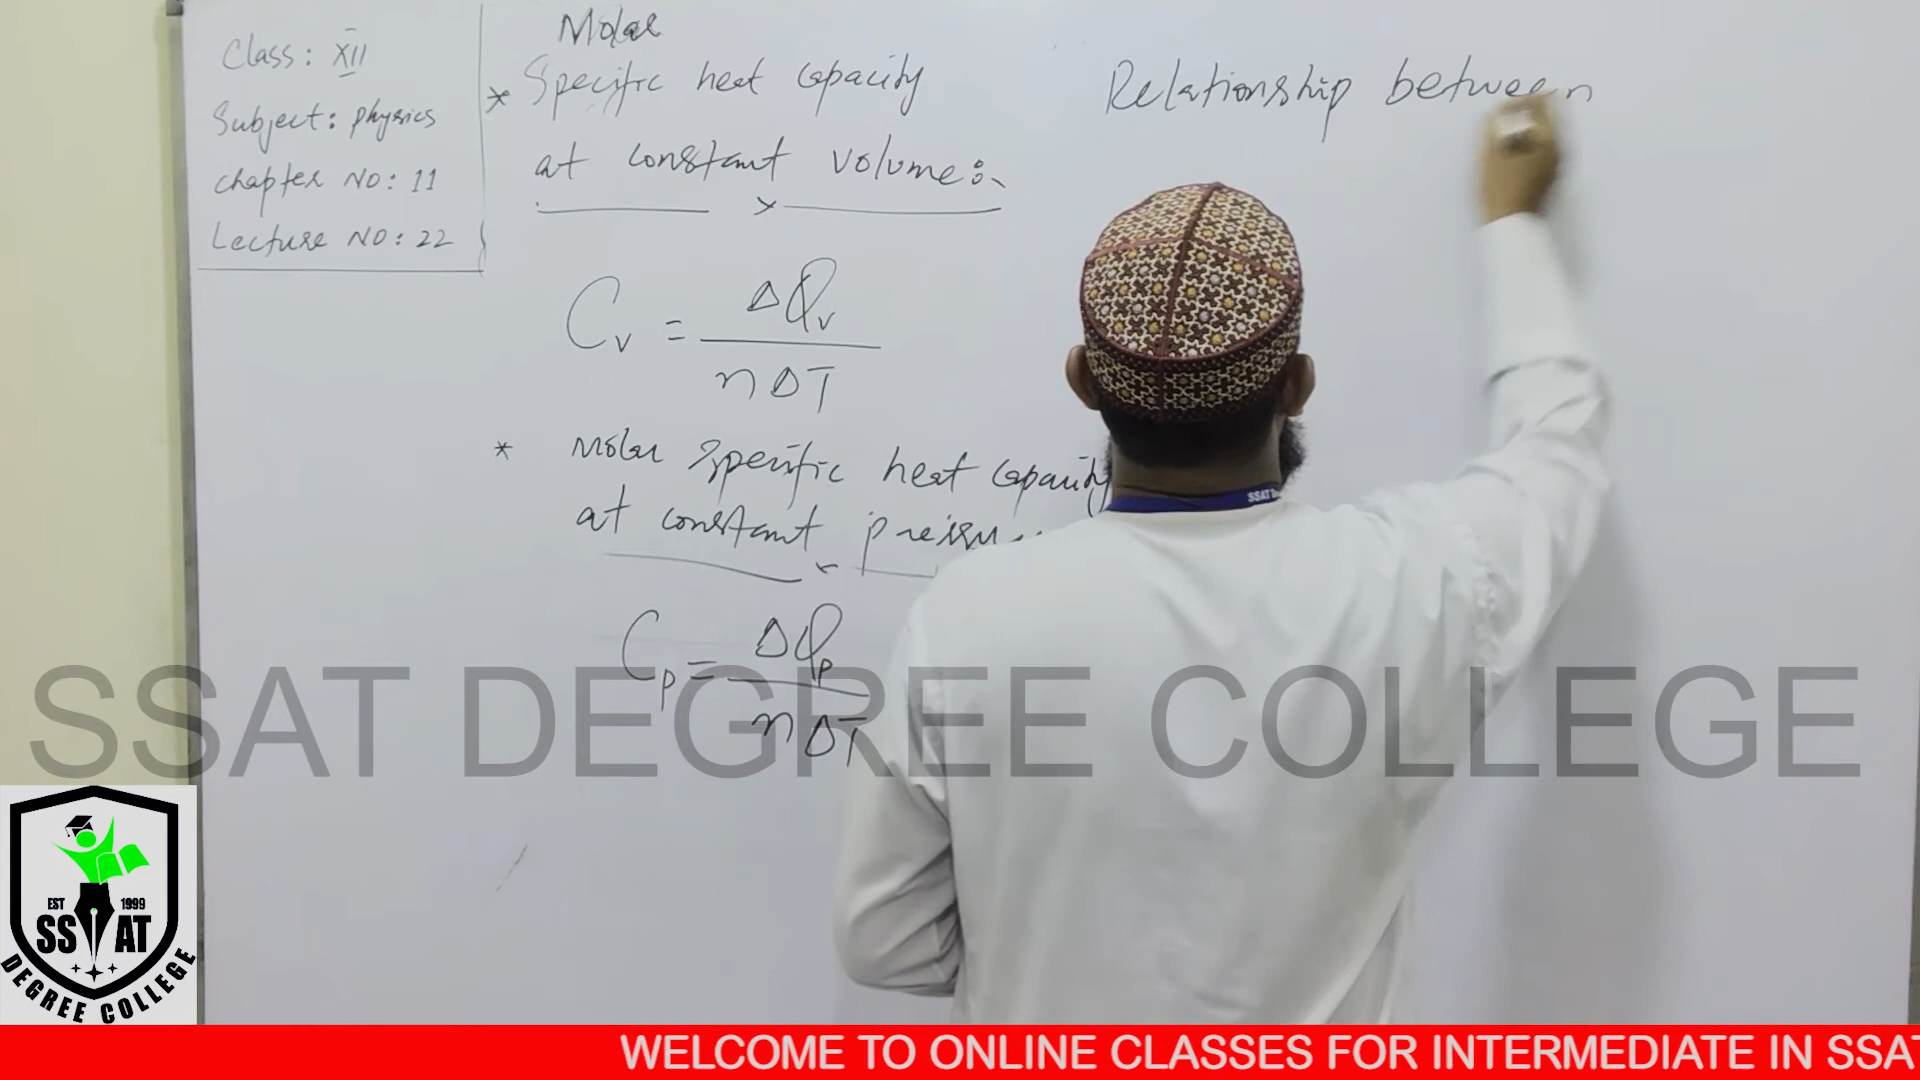 Class: XII
Subject: physics
chapter NO: 11
Lecture NO: 22
Molar
* Specific heat capacity
at constant volume:-
Cv = ΔQv / nΔT
* Molar specific heat capacity
at constant
Cp = ΔQp / nΔT
Relationship between
SSAT D
SSAT DEGREE COLLEGE
EST 1999
SS AT
DEGREE COLLEGE
WELCOME TO ONLINE CLASSES FOR INTERMEDIATE IN SSAT